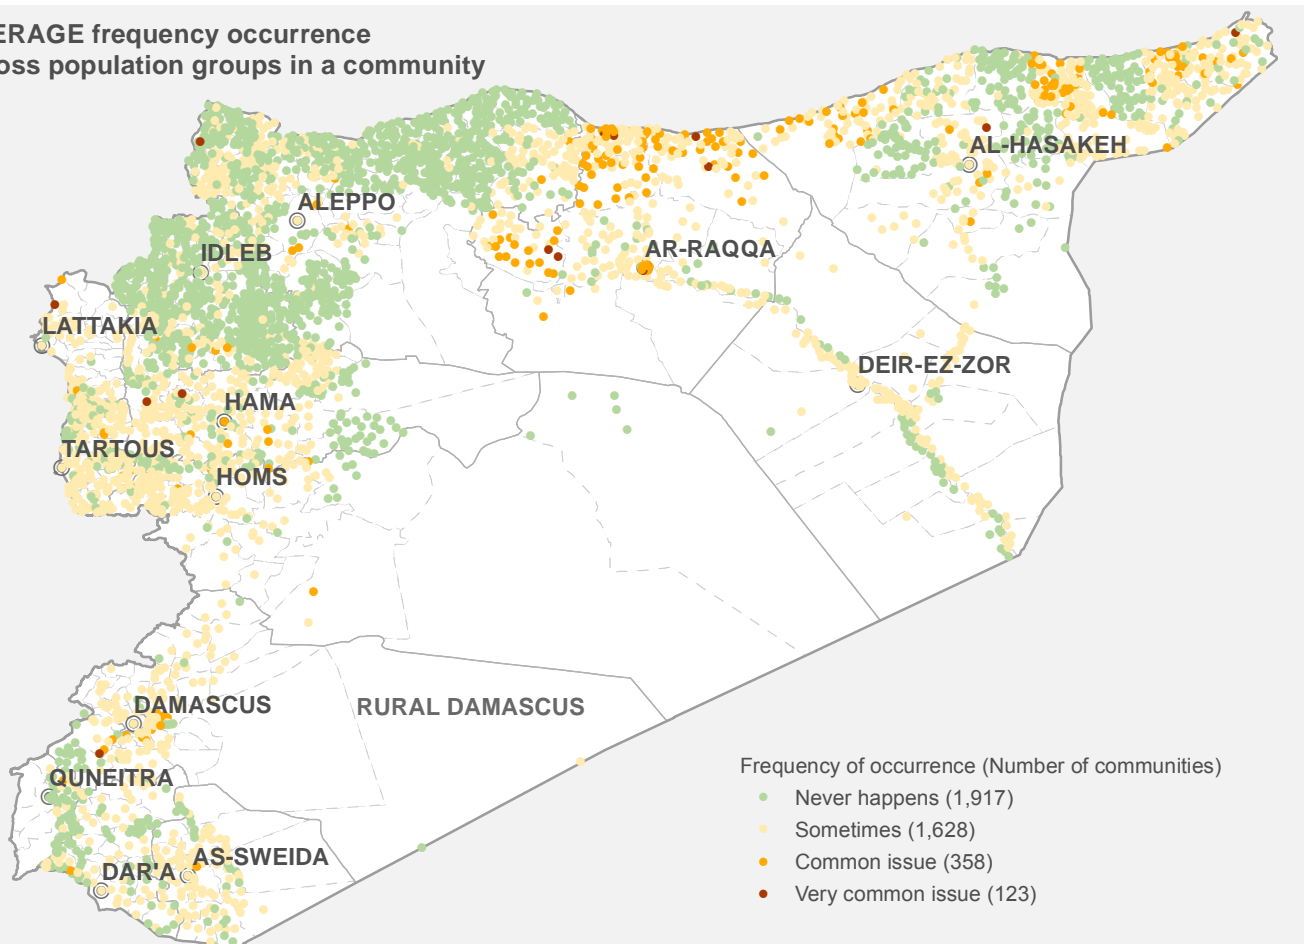 ERAGE frequency occurrence
oss population groups in a community
AL-HASAKEH
ALEPPO
IDLEB
AR-RAQQA
LATTAKIA
DEIR-EZ-ZOR
HAMA
TARTOUS
HOMS
DAMASCUS
RURAL DAMASCUS
QUNEITRA
AS-SWEIDA
DAR'A
Frequency of occurrence (Number of communities)
Never happens (1,917)
Sometimes (1,628)
Common issue (358)
Very common issue (123)